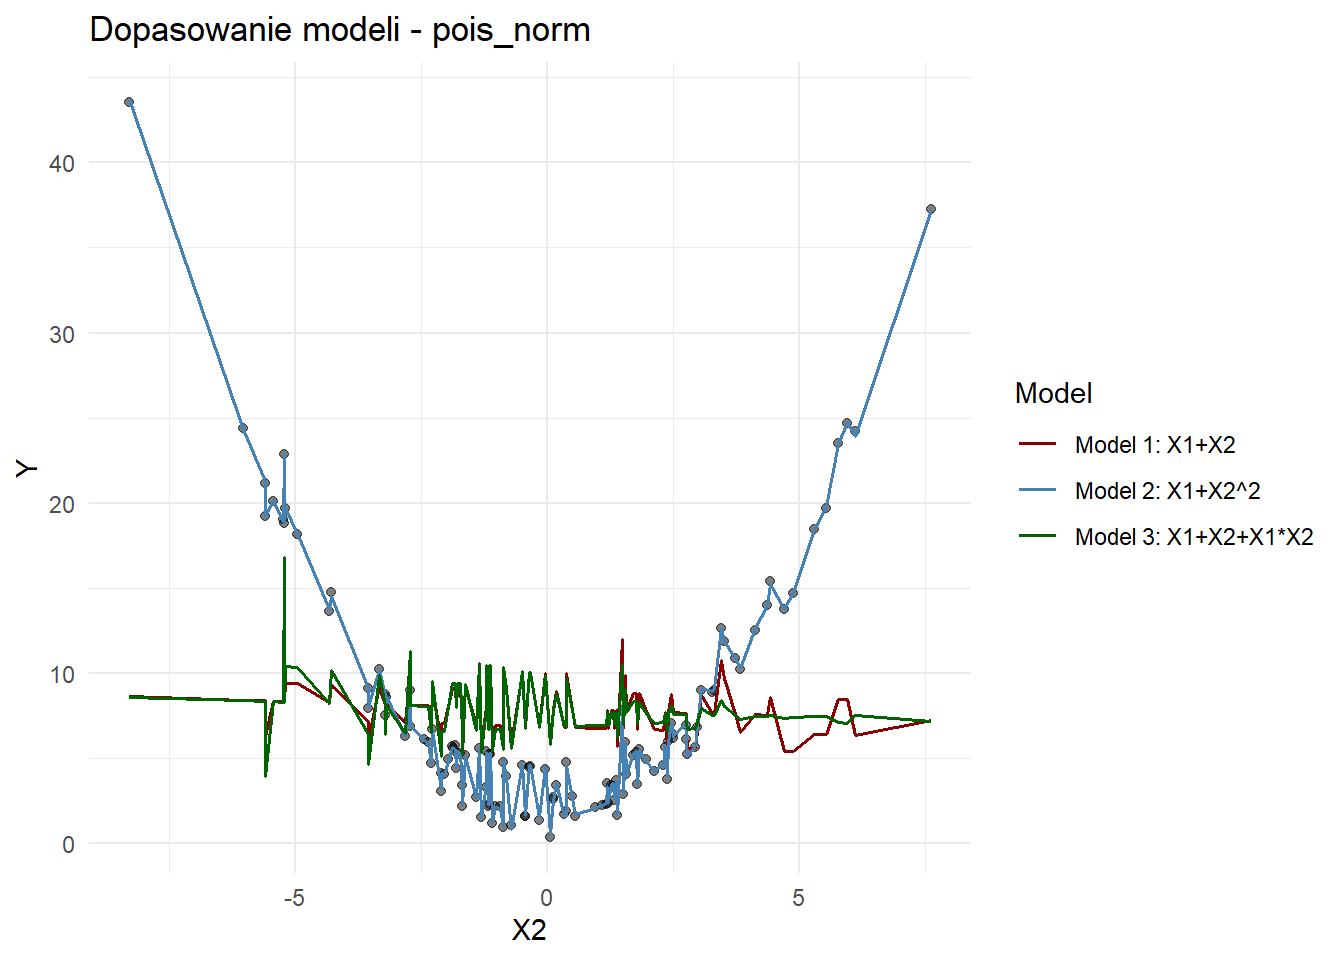 Dopasowanie modeli - pois_norm
40
30
20
10
0
Y
-5
0
5
X2
Model
Model 1: X1+X2
Model 2: X1+X2^2
Model 3: X1+X2+X1*X2